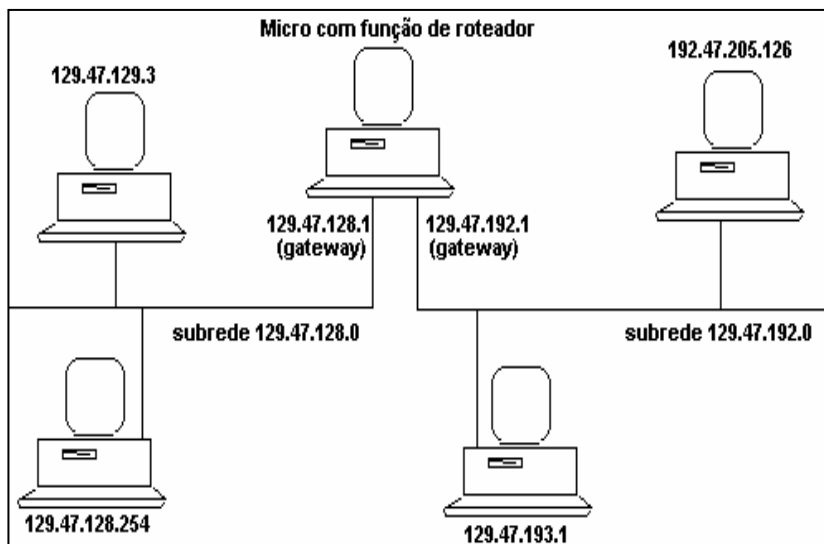 Micro com função de roteador
129.47.129.3
192.47.205.126
129.47.128.1
(gateway)
129.47.192.1
(gateway)
subrede 129.47.128.0
subrede 129.47.192.0
129.47.128.254
129.47.193.1